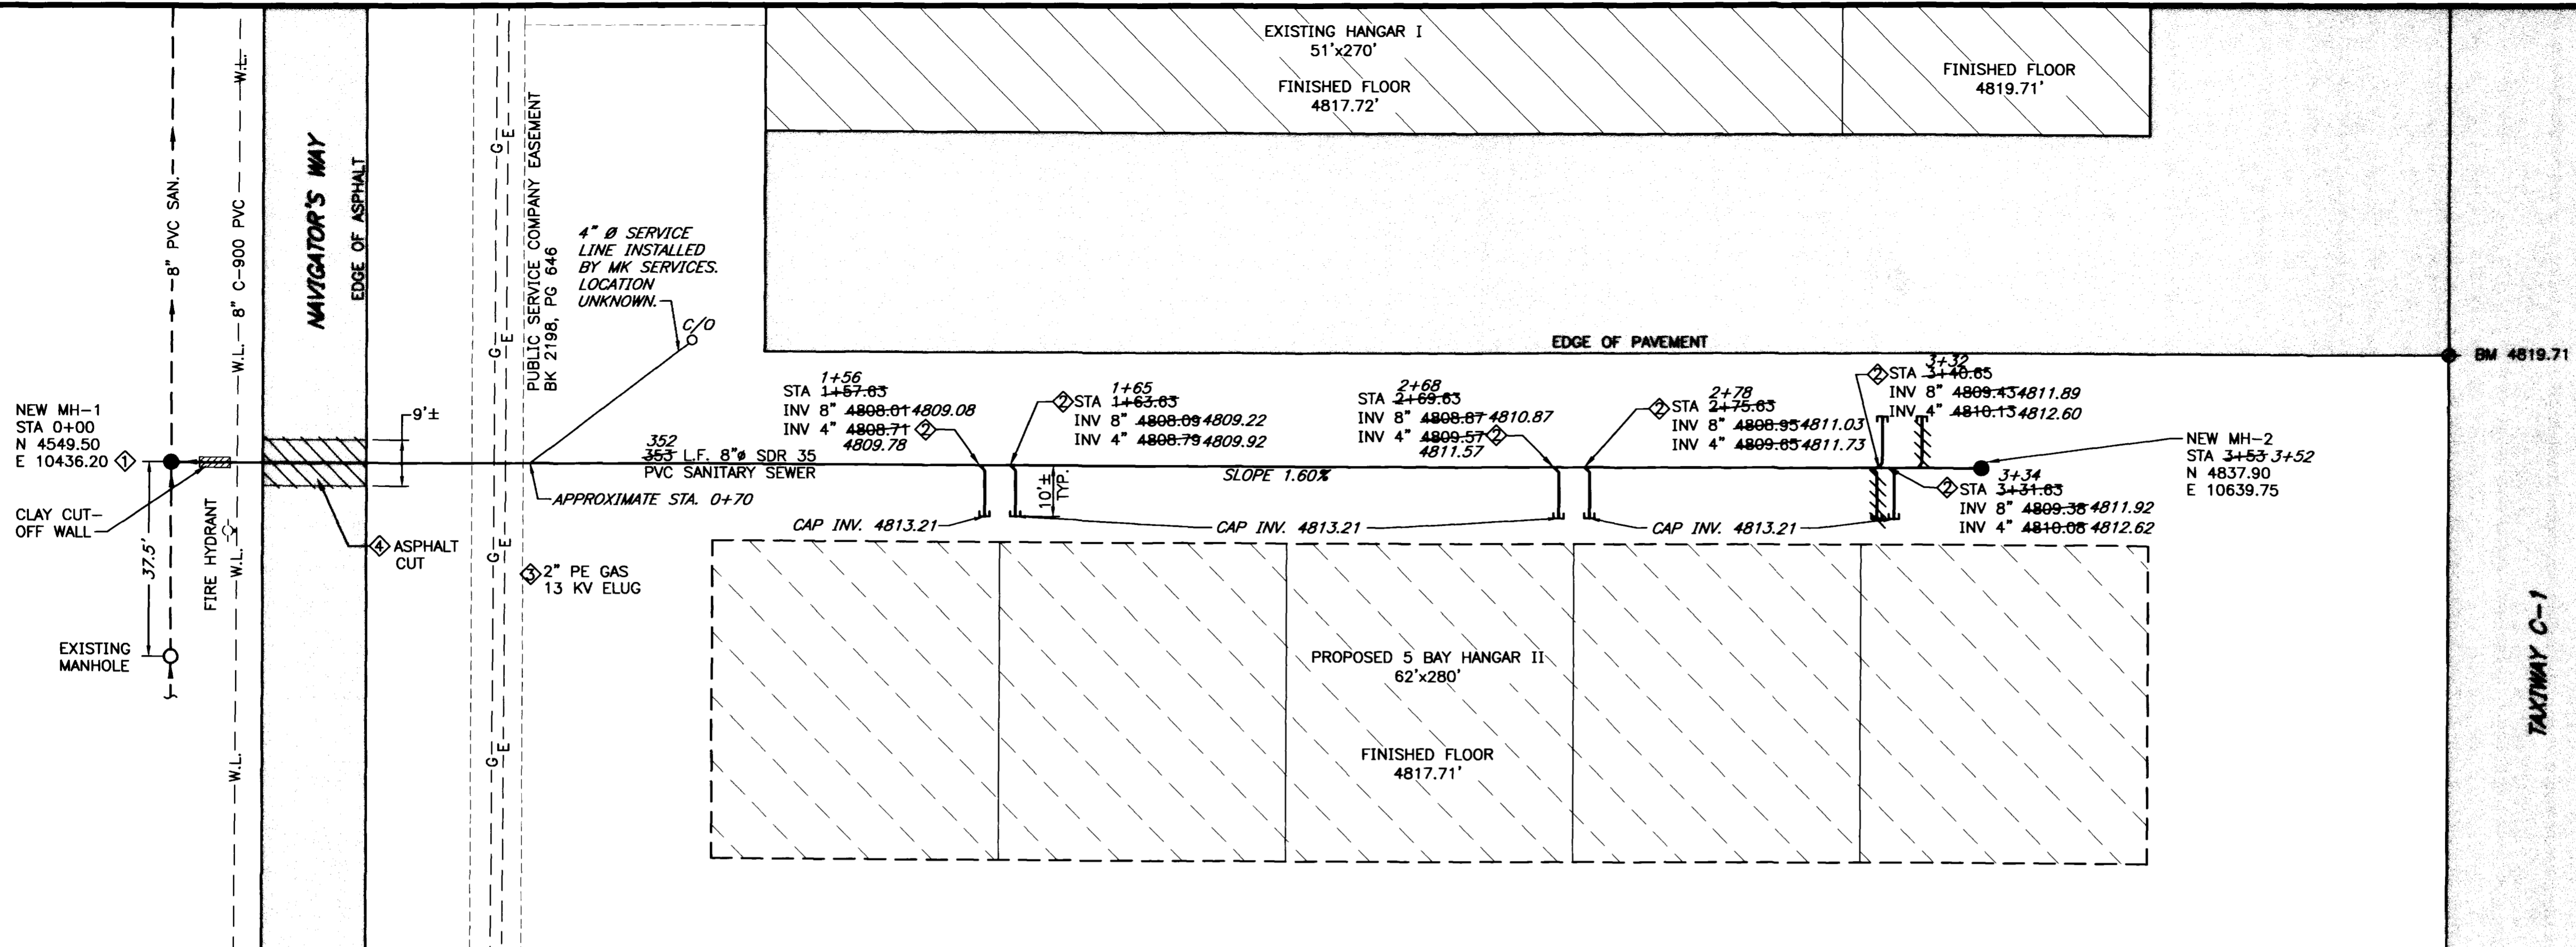 EXISTING HANGAR I
51'x270'
FINISHED FLOOR
4817.72'
FINISHED FLOOR
4819.71'
8" PVC SAN.
W.L.
8" C-900 PVC
W.L.
NAVIGATOR'S WAY
EDGE OF ASPHALT
G
E
PUBLIC SERVICE COMPANY EASEMENT
BK 2198, PG 646
4" Ø SERVICE
LINE INSTALLED
BY MK SERVICES.
LOCATION
UNKNOWN.
C/O
G
E
EDGE OF PAVEMENT
BM 4819.71
NEW MH-1
STA 0+00
N 4549.50
E 10436.20
1
9'±
1+56
STA 1+57.63
INV 8" 4808.01 4809.08
INV 4" 4808.71
4809.78
2
1+65
2 STA 1+63.63
INV 8" 4808.09 4809.22
INV 4" 4808.79 4809.92
2+68
STA 2+69.63
INV 8" 4808.87 4810.87
INV 4" 4809.57
4811.57
2
2+78
2 STA 2+75.63
INV 8" 4808.95 4811.03
INV 4" 4809.65 4811.73
3+32
2 STA 3+40.65
INV 8" 4809.43 4811.89
INV 4" 4810.13 4812.60
NEW MH-2
STA 3+53 3+52
N 4837.90
E 10639.75
352
353 L.F. 8"ø SDR 35
PVC SANITARY SEWER
SLOPE 1.60%
APPROXIMATE STA. 0+70
10'±
TYP.
3+34
2 STA 3+31.63
INV 8" 4809.38 4811.92
INV 4" 4810.08 4812.62
CAP INV. 4813.21
CAP INV. 4813.21
CAP INV. 4813.21
CLAY CUT-
OFF WALL
37.5'
FIRE HYDRANT
W.L.
4 ASPHALT
CUT
G
E
3 2" PE GAS
13 KV ELUG
EXISTING
MANHOLE
W.L.
G
E
PROPOSED 5 BAY HANGAR II
62'x280'
FINISHED FLOOR
4817.71'
TAXIWAY C-1